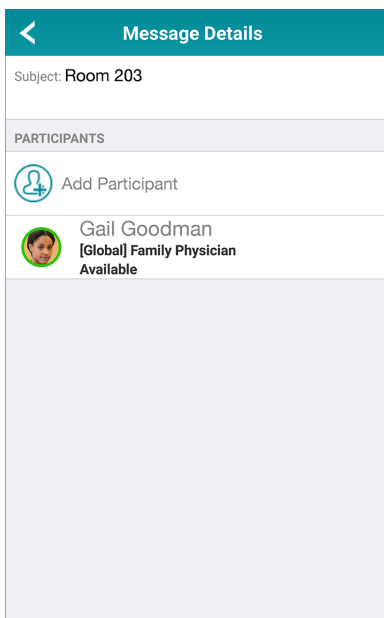 Message Details
Subject: Room 203
PARTICIPANTS
Add Participant
Gail Goodman
[Global] Family Physician
Available